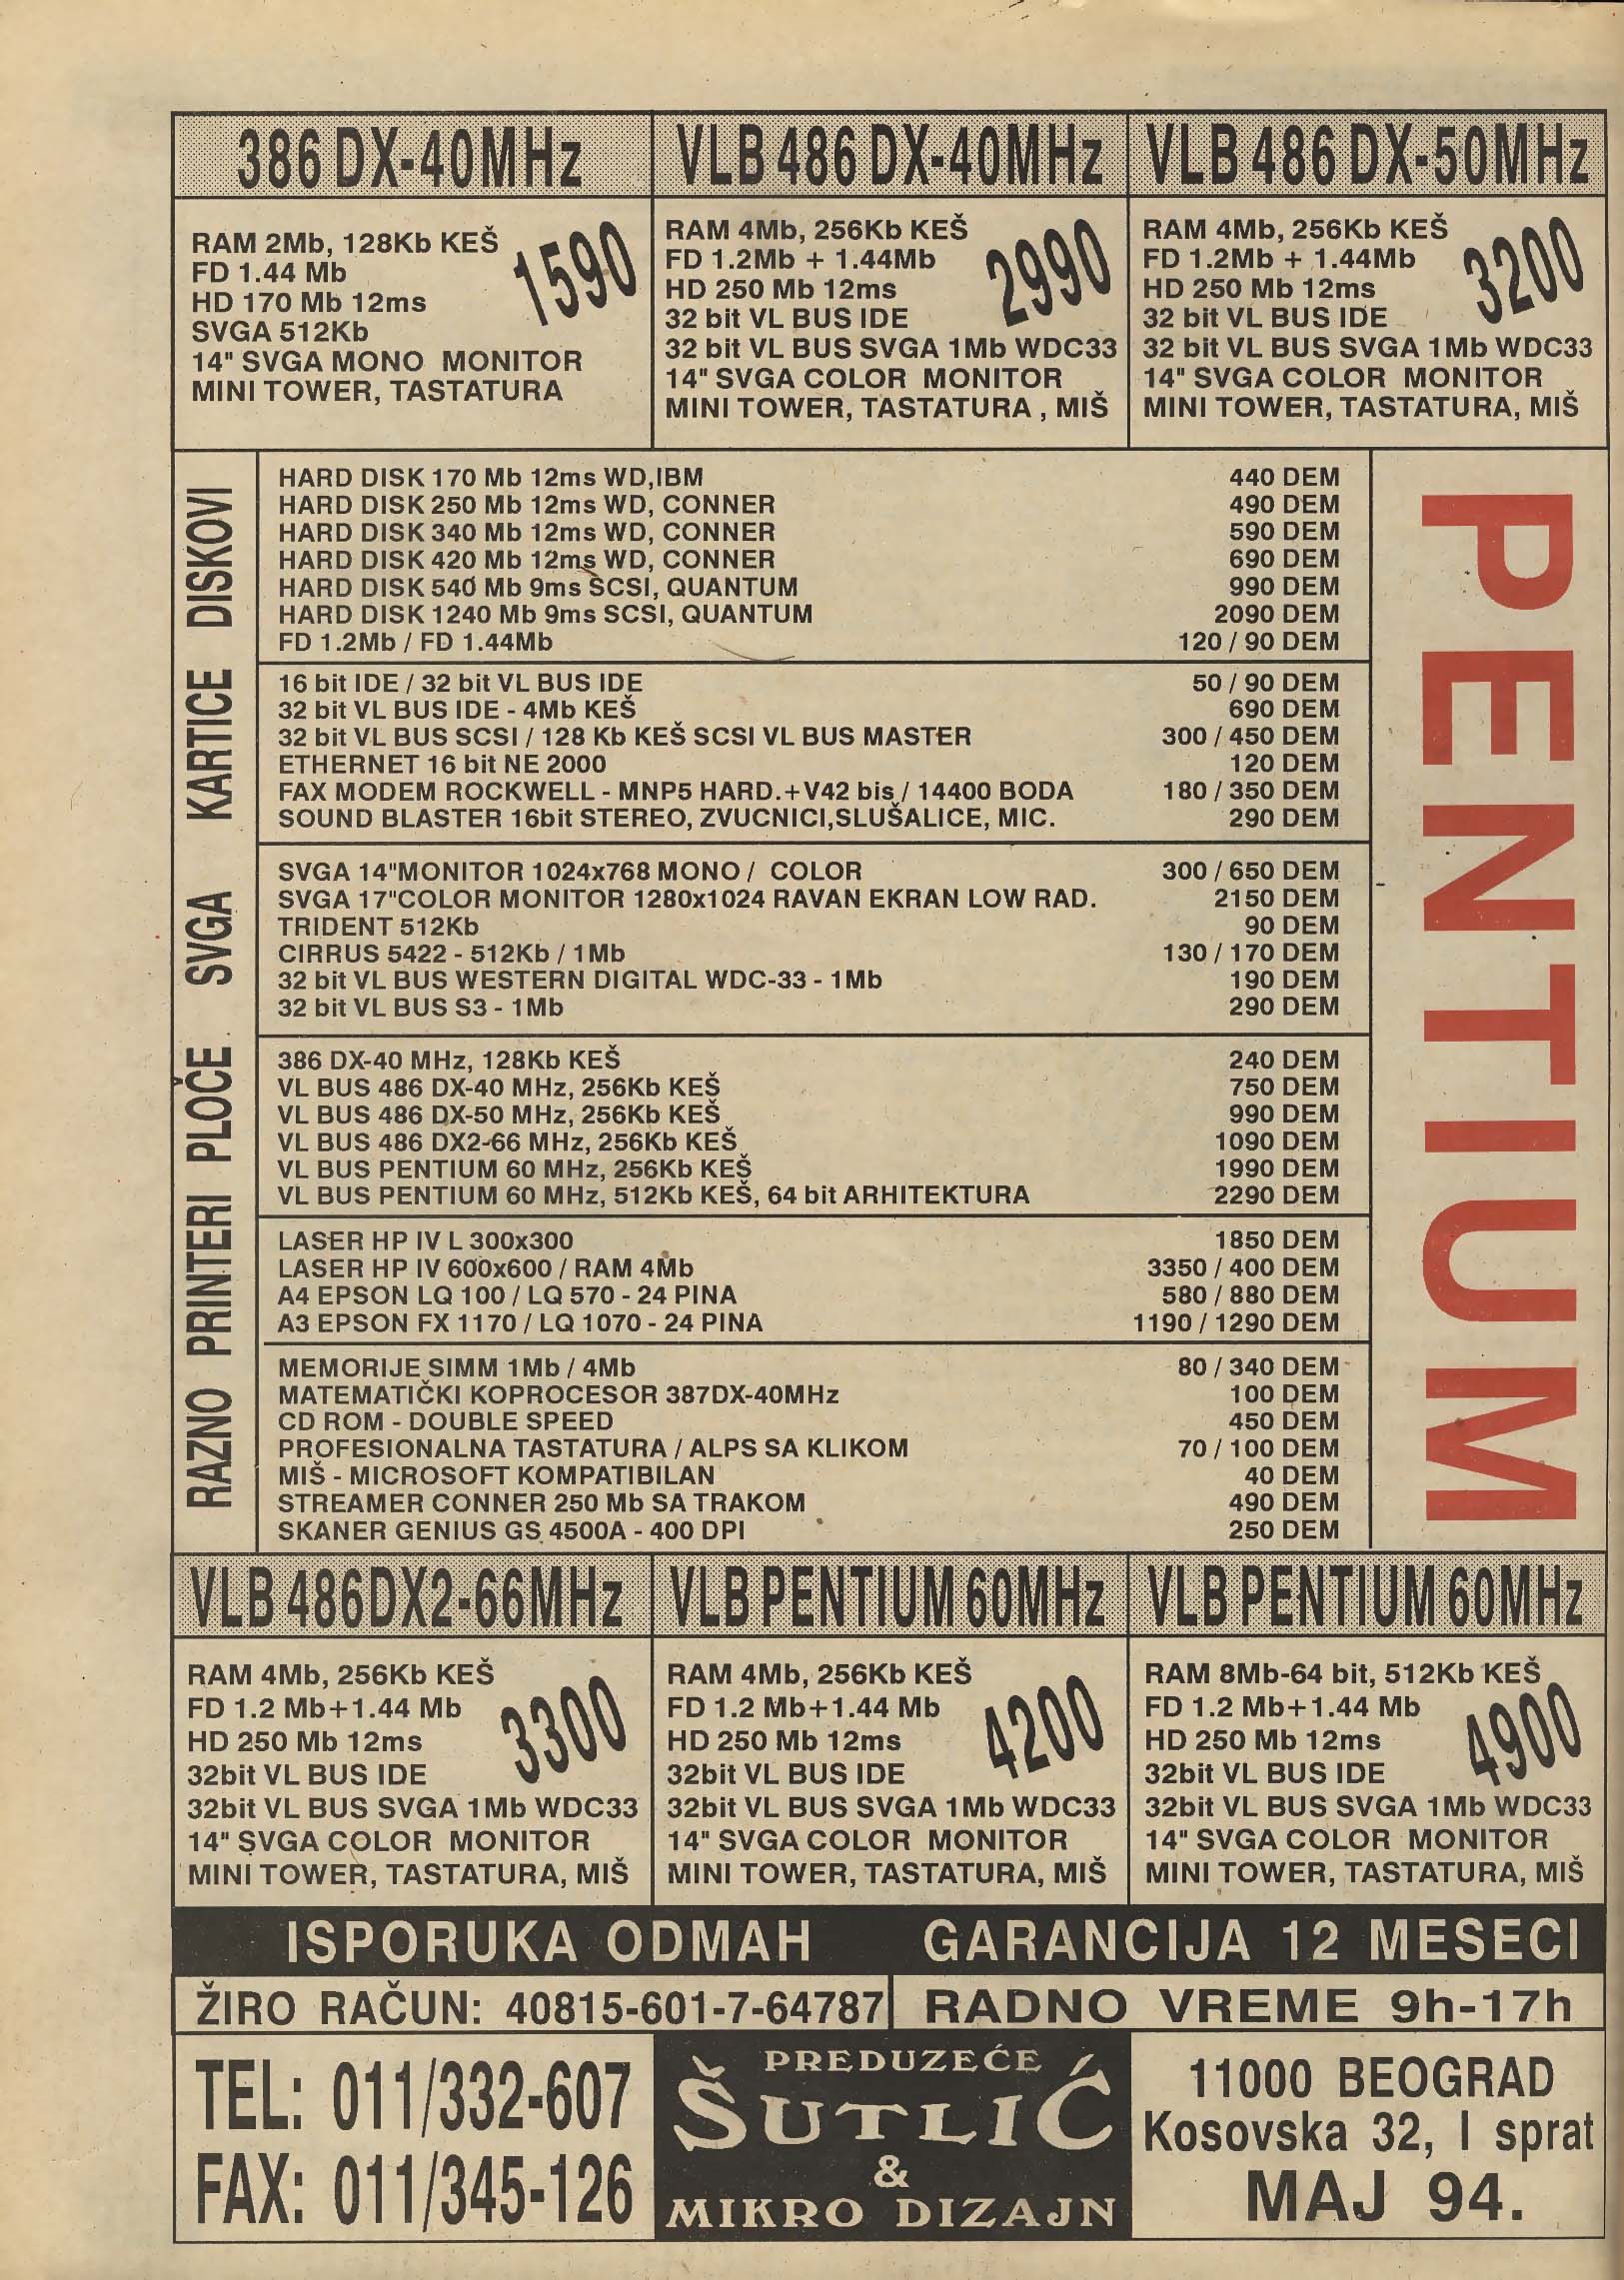 386 DX-40MHz
RAM 2Mb, 128Kb KEŠ
FD 1.44 Mb
HD 170 Mb 12ms
SVGA 512Kb
14" SVGA MONO MONITOR
MINI TOWER, TASTATURA
1590
VLB 486 DX-40MHz
RAM 4Mb, 256Kb KEŠ
FD 1.2Mb + 1.44Mb
HD 250 Mb 12ms
32 bit VL BUS IDE
32 bit VL BUS SVGA 1Mb WDC33
14" SVGA COLOR MONITOR
MINI TOWER, TASTATURA , MIŠ
2990
VLB 486 DX-50MHz
RAM 4Mb, 256Kb KEŠ
FD 1.2Mb + 1.44Mb
HD 250 Mb 12ms
32 bit VL BUS IDE
32 bit VL BUS SVGA 1Mb WDC33
14" SVGA COLOR MONITOR
MINI TOWER, TASTATURA, MIŠ
3200
DISKOVI
HARD DISK 170 Mb 12ms WD,IBM 440 DEM
HARD DISK 250 Mb 12ms WD, CONNER 490 DEM
HARD DISK 340 Mb 12ms WD, CONNER 590 DEM
HARD DISK 420 Mb 12ms WD, CONNER 690 DEM
HARD DISK 540 Mb 9ms SCSI, QUANTUM 990 DEM
HARD DISK 1240 Mb 9ms SCSI, QUANTUM 2090 DEM
FD 1.2Mb / FD 1.44Mb 120 / 90 DEM
KARTICE
16 bit IDE / 32 bit VL BUS IDE 50 / 90 DEM
32 bit VL BUS IDE - 4Mb KEŠ 690 DEM
32 bit VL BUS SCSI / 128 Kb KEŠ SCSI VL BUS MASTER 300 / 450 DEM
ETHERNET 16 bit NE 2000 120 DEM
FAX MODEM ROCKWELL - MNP5 HARD.+V42 bis / 14400 BODA 180 / 350 DEM
SOUND BLASTER 16bit STEREO, ZVUCNICI,SLUŠALICE, MIC. 290 DEM
SVGA
SVGA 14"MONITOR 1024x768 MONO / COLOR 300 / 650 DEM
SVGA 17"COLOR MONITOR 1280x1024 RAVAN EKRAN LOW RAD. 2150 DEM
TRIDENT 512Kb 90 DEM
CIRRUS 5422 - 512Kb / 1Mb 130 / 170 DEM
32 bit VL BUS WESTERN DIGITAL WDC-33 - 1Mb 190 DEM
32 bit VL BUS S3 - 1Mb 290 DEM
PLOČE
386 DX-40 MHz, 128Kb KEŠ 240 DEM
VL BUS 486 DX-40 MHz, 256Kb KEŠ 750 DEM
VL BUS 486 DX-50 MHz, 256Kb KEŠ 990 DEM
VL BUS 486 DX2-66 MHz, 256Kb KEŠ 1090 DEM
VL BUS PENTIUM 60 MHz, 256Kb KEŠ 1990 DEM
VL BUS PENTIUM 60 MHz, 512Kb KEŠ, 64 bit ARHITEKTURA 2290 DEM
PRINTERI
LASER HP IV L 300x300 1850 DEM
LASER HP IV 600x600 / RAM 4Mb 3350 / 400 DEM
A4 EPSON LQ 100 / LQ 570 - 24 PINA 580 / 880 DEM
A3 EPSON FX 1170 / LQ 1070 - 24 PINA 1190 / 1290 DEM
RAZNO
MEMORIJE SIMM 1Mb / 4Mb 80 / 340 DEM
MATEMATIČKI KOPROCESOR 387DX-40MHz 100 DEM
CD ROM - DOUBLE SPEED 450 DEM
PROFESIONALNA TASTATURA / ALPS SA KLIKOM 70 / 100 DEM
MIŠ - MICROSOFT KOMPATIBILAN 40 DEM
STREAMER CONNER 250 Mb SA TRAKOM 490 DEM
SKANER GENIUS GS 4500A - 400 DPI 250 DEM
PENTIUM
VLB 486DX2-66MHz
RAM 4Mb, 256Kb KEŠ
FD 1.2 Mb+1.44 Mb
HD 250 Mb 12ms
32bit VL BUS IDE
32bit VL BUS SVGA 1Mb WDC33
14" SVGA COLOR MONITOR
MINI TOWER, TASTATURA, MIŠ
3300
VLB PENTIUM 60MHz
RAM 4Mb, 256Kb KEŠ
FD 1.2 Mb+1.44 Mb
HD 250 Mb 12ms
32bit VL BUS IDE
32bit VL BUS SVGA 1Mb WDC33
14" SVGA COLOR MONITOR
MINI TOWER, TASTATURA, MIŠ
4200
VLB PENTIUM 60MHz
RAM 8Mb-64 bit, 512Kb KEŠ
FD 1.2 Mb+1.44 Mb
HD 250 Mb 12ms
32bit VL BUS IDE
32bit VL BUS SVGA 1Mb WDC33
14" SVGA COLOR MONITOR
MINI TOWER, TASTATURA, MIŠ
4900
ISPORUKA ODMAH GARANCIJA 12 MESECI
ŽIRO RAČUN: 40815-601-7-64787 RADNO VREME 9h-17h
TEL: 011/332-607
FAX: 011/345-126
PREDUZEĆE
ŠUTLIĆ
&
MIKRO DIZAJN
11000 BEOGRAD
Kosovska 32, I sprat
MAJ 94.